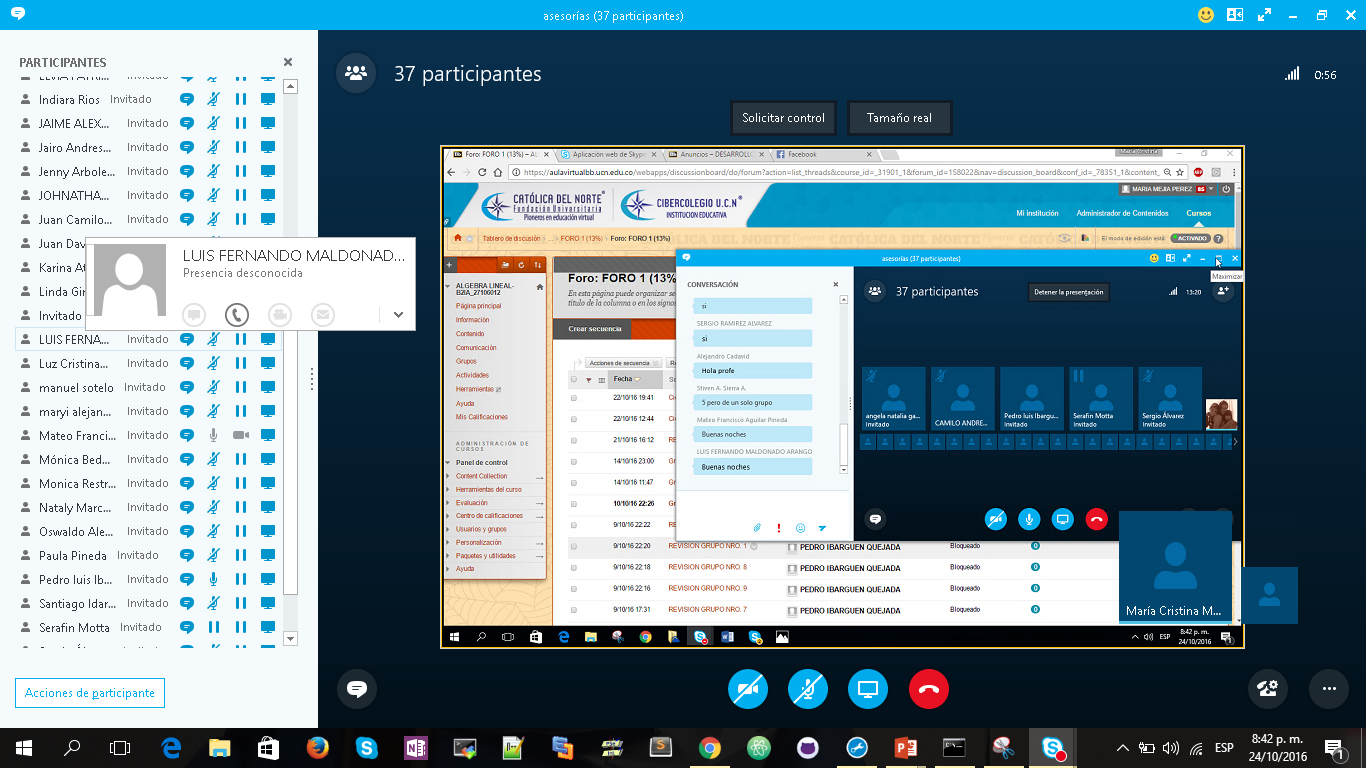 asesorías (37 participantes)
PARTICIPANTES
Indiara Rios Invitado
JAIME ALEX... Invitado
Jairo Andres... Invitado
Jenny Arbole... Invitado
JOHNATHA... Invitado
Juan Camilo... Invitado
Juan Dav
Karina At
Linda Gir
Invitado
LUIS FERNA... Invitado
Luz Cristina... Invitado
manuel sotelo Invitado
maryi alejan... Invitado
Mateo Franci... Invitado
Mónica Bed... Invitado
Monica Restr... Invitado
Nataly Marc... Invitado
Oswaldo Ale... Invitado
Paula Pineda Invitado
Pedro luis Ib... Invitado
Santiago Idar... Invitado
Serafin Motta Invitado
Acciones de participante
LUIS FERNANDO MALDONAD...
Presencia desconocida
37 participantes
0:56
Solicitar control
Tamaño real
Foro: FORO 1 (13%) – AL
Aplicación web de Skype
Anuncios – DESARROLL
Facebook
Maria Cristina
https://aulavirtualbb.ucn.edu.co/webapps/discussionboard/do/forum?action=list_threads&course_id=_31901_1&forum_id=158022&nav=discussion_board&conf_id=_78351_1&content_
CATÓLICA DEL NORTE
Fundación Universitaria
Pioneros en educación virtual
CIBERCOLEGIO U.C.N
INSTITUCION EDUCATIVA
MARIA MEJIA PEREZ 85
Mi institución
Administrador de Contenidos
Cursos
Tablero de discusión
...
FORO 1 (13%)
Foro: FORO 1 (13%)
El modo de edición está: ACTIVADO ?
ALGEBRA LINEAL-
B2IA_27106012
Página principal
Información
Contenido
Comunicación
Grupos
Actividades
Herramientas
Ayuda
Mis Calificaciones
ADMINISTRACIÓN DE
CURSOS
Panel de control
Content Collection
Herramientas del curso
Evaluación
Centro de calificaciones
Usuarios y grupos
Personalización
Paquetes y utilidades
Ayuda
Foro: FORO 1 (13%
En esta página puede organizar se
título de la columna o en los signos
Crear secuencia
Acciones de secuencia
Fecha
22/10/16 19:41
22/10/16 12:44
21/10/16 16:12
14/10/16 23:00
14/10/16 11:47
10/10/16 22:26
9/10/16 22:22
9/10/16 22:20 REVISION GRUPO NRO. 1 PEDRO IBARGUEN QUEJADA Bloqueado 0
9/10/16 22:18 REVISION GRUPO NRO. 8 PEDRO IBARGUEN QUEJADA Bloqueado 0
9/10/16 22:16 REVISION GRUPO NRO. 9 PEDRO IBARGUEN QUEJADA Bloqueado 0
9/10/16 17:31 REVISION GRUPO NRO. 7 PEDRO IBARGUEN QUEJADA Bloqueado 0
asesorías (37 participantes)
Maximizar
CONVERSACIÓN
si
SERGIO RAMIREZ ALVAREZ
si
Alejandro Cadavid
Hola profe
Stiven A. Sierra A.
5 pero de un solo grupo
Mateo Francisco Aguilar Pineda
Buenas noches
LUIS FERNANDO MALDONADO ARANGO
Buenas noches
37 participantes
Detener la presentación
13:20
angela natalia ga...
Invitado
CAMILO ANDRE...
Pedro luis Ibargu...
Invitado
Serafin Motta
Invitado
Sergio Álvarez
Invitado
María Cristina M...
ESP
8:42 p. m.
24/10/2016
ESP
8:42 p. m.
24/10/2016
1